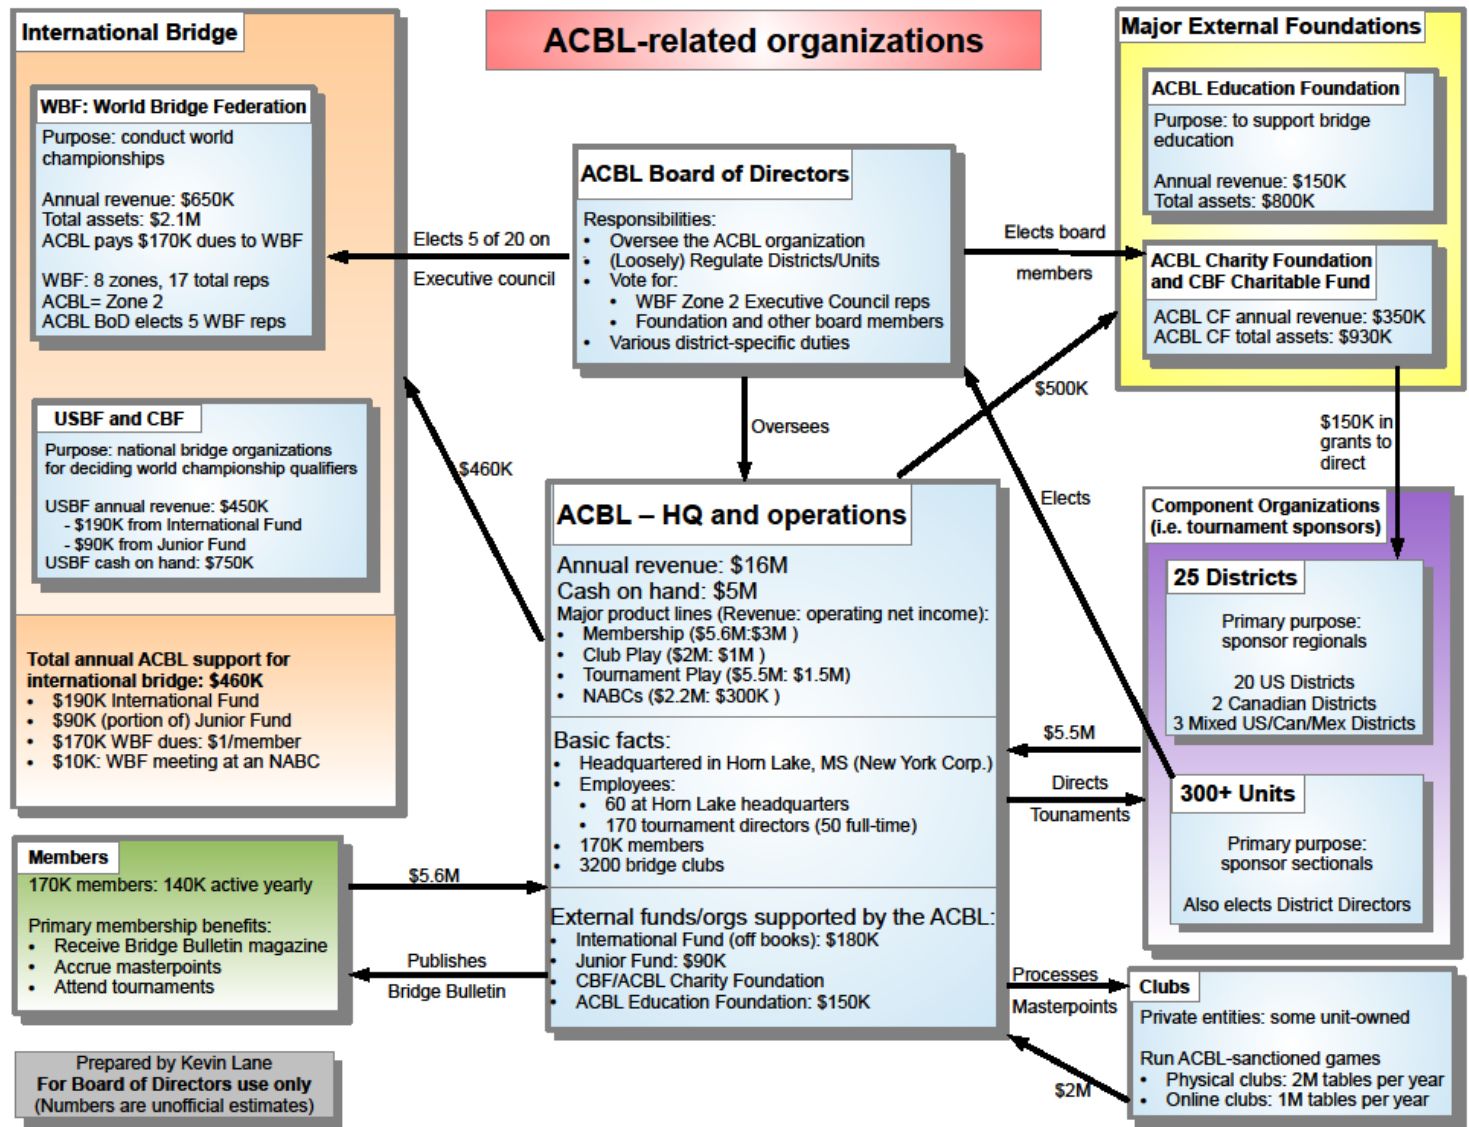 ACBL-related organizations
International Bridge
WBF: World Bridge Federation
Purpose: conduct world
championships
Annual revenue: $650K
Total assets: $2.1M
ACBL pays $170K dues to WBF
WBF: 8 zones, 17 total reps
ACBL= Zone 2
ACBL BoD elects 5 WBF reps
USBF and CBF
Purpose: national bridge organizations
for deciding world championship qualifiers
USBF annual revenue: $450K
- $190K from International Fund
- $90K from Junior Fund
USBF cash on hand: $750K
Total annual ACBL support for
international bridge: $460K
• $190K International Fund
• $90K (portion of) Junior Fund
• $170K WBF dues: $1/member
• $10K: WBF meeting at an NABC
Members
170K members: 140K active yearly
Primary membership benefits:
• Receive Bridge Bulletin magazine
• Accrue masterpoints
• Attend tournaments
Prepared by Kevin Lane
For Board of Directors use only
(Numbers are unofficial estimates)
Elects 5 of 20 on
Executive council
$460K
$5.6M
Publishes
Bridge Bulletin
ACBL Board of Directors
Responsibilities:
• Oversee the ACBL organization
• (Loosely) Regulate Districts/Units
• Vote for:
• WBF Zone 2 Executive Council reps
• Foundation and other board members
• Various district-specific duties
Oversees
ACBL – HQ and operations
Annual revenue: $16M
Cash on hand: $5M
Major product lines (Revenue: operating net income):
• Membership ($5.6M:$3M )
• Club Play ($2M: $1M )
• Tournament Play ($5.5M: $1.5M)
• NABCs ($2.2M: $300K )
Basic facts:
• Headquartered in Horn Lake, MS (New York Corp.)
• Employees:
• 60 at Horn Lake headquarters
• 170 tournament directors (50 full-time)
• 170K members
• 3200 bridge clubs
External funds/orgs supported by the ACBL:
• International Fund (off books): $180K
• Junior Fund: $90K
• CBF/ACBL Charity Foundation
• ACBL Education Foundation: $150K
Elects board
members
$500K
Elects
$5.5M
Directs
Tounaments
Processes
Masterpoints
$2M
Major External Foundations
ACBL Education Foundation
Purpose: to support bridge
education
Annual revenue: $150K
Total assets: $800K
ACBL Charity Foundation
and CBF Charitable Fund
ACBL CF annual revenue: $350K
ACBL CF total assets: $930K
$150K in
grants to
direct
Component Organizations
(i.e. tournament sponsors)
25 Districts
Primary purpose:
sponsor regionals
20 US Districts
2 Canadian Districts
3 Mixed US/Can/Mex Districts
300+ Units
Primary purpose:
sponsor sectionals
Also elects District Directors
Clubs
Private entities: some unit-owned
Run ACBL-sanctioned games
• Physical clubs: 2M tables per year
• Online clubs: 1M tables per year